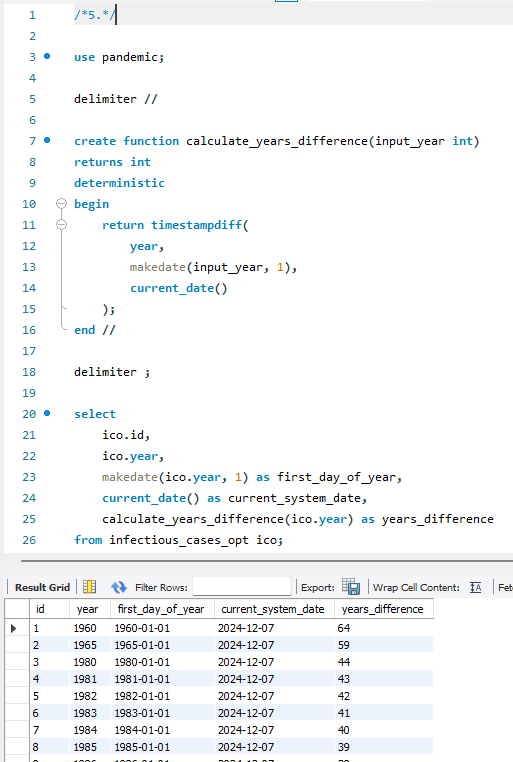 1 /*5.*/
2
3 use pandemic;
4
5 delimiter //
6
7 create function calculate_years_difference(input_year int)
8 returns int
9 deterministic
10 begin
11 return timestampdiff(
12 year,
13 makedate(input_year, 1),
14 current_date()
15 );
16 end //
17
18 delimiter ;
19
20 select
21 ico.id,
22 ico.year,
23 makedate(ico.year, 1) as first_day_of_year,
24 current_date() as current_system_date,
25 calculate_years_difference(ico.year) as years_difference
26 from infectious_cases_opt ico;
Result Grid Filter Rules: Export: Wrap Cell Content: Fet
id year first_day_of_year current_system_date years_difference
1 1960 1960-01-01 2024-12-07 64
2 1965 1965-01-01 2024-12-07 59
3 1980 1980-01-01 2024-12-07 44
4 1981 1981-01-01 2024-12-07 43
5 1982 1982-01-01 2024-12-07 42
6 1983 1983-01-01 2024-12-07 41
7 1984 1984-01-01 2024-12-07 40
8 1985 1985-01-01 2024-12-07 39